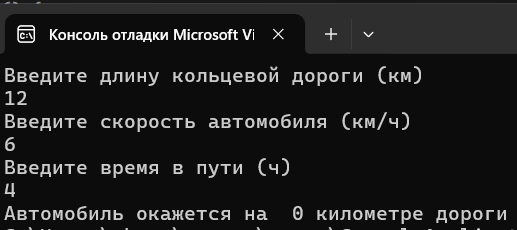 Консоль отладки Microsoft Vi
Введите длину кольцевой дороги (км)
12
Введите скорость автомобиля (км/ч)
6
Введите время в пути (ч)
4
Автомобиль окажется на  0 километре дороги